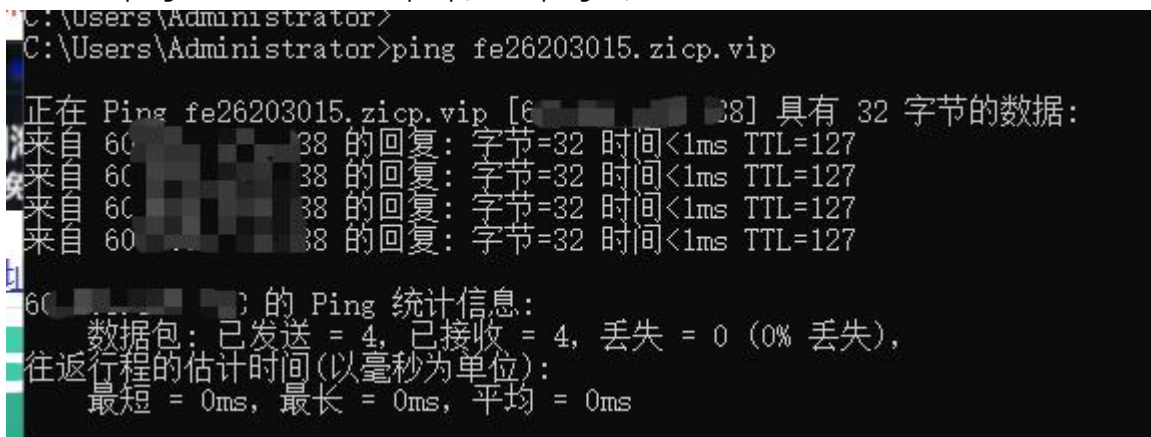 C:\Users\Administrator>
C:\Users\Administrator>ping fe26203015.zicp.vip
正在 Ping fe26203015.zicp.vip [6 38] 具有 32 字节的数据:
来自 60 38 的回复: 字节=32 时间<1ms TTL=127
来自 60 38 的回复: 字节=32 时间<1ms TTL=127
来自 60 38 的回复: 字节=32 时间<1ms TTL=127
来自 60 38 的回复: 字节=32 时间<1ms TTL=127
60 的 Ping 统计信息:
数据包: 已发送 = 4, 已接收 = 4, 丢失 = 0 (0% 丢失),
往返行程的估计时间(以毫秒为单位):
最短 = 0ms, 最长 = 0ms, 平均 = 0ms